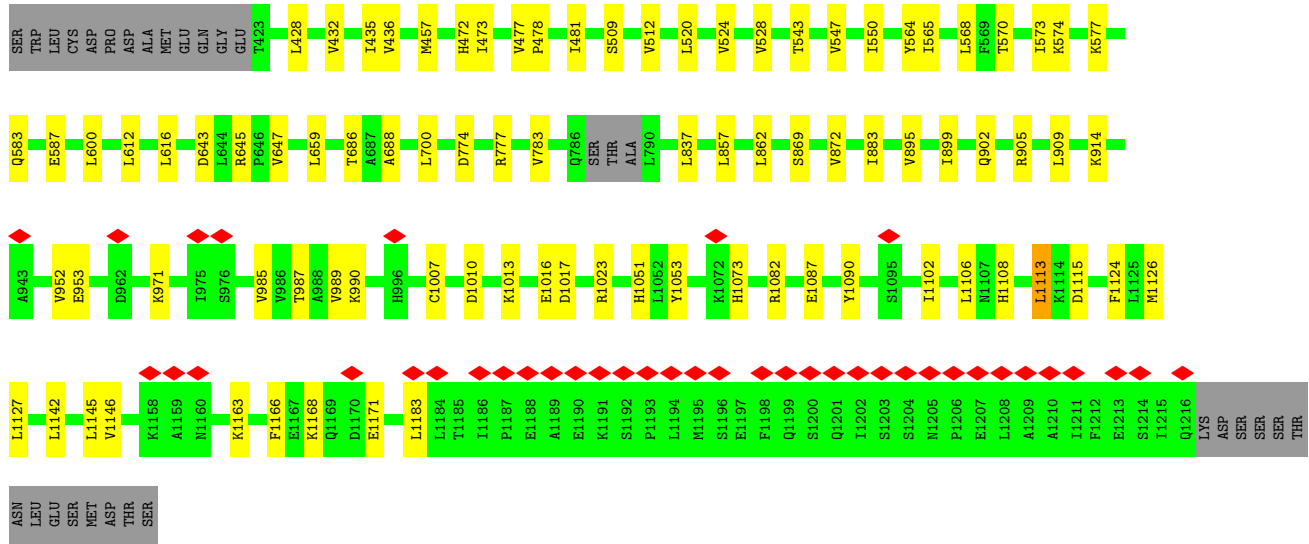 SER TRP LEU CYS ASP PRO ASP ALA MET GLU GLN GLY GLU T423 L428 V432 I435 V436 M457 H472 I473 V477 P478 I481 S509 V512 L520 V524 V528 T543 V547 I550 Y564 I565 L568 F569 T570 I573 K574 K577
Q583 E587 L600 L612 L616 D643 L644 R645 P646 V647 L659 T686 A687 A688 L700 D774 R777 V783 Q786 SER THR ALA L790 L837 L857 L862 S869 V872 I883 V895 I899 Q902 R905 L909 K914
A943 V952 E953 D962 K971 I975 S976 V985 V986 T987 A988 V989 K990 H996 C1007 D1010 K1013 E1016 D1017 R1023 H1051 L1052 Y1053 K1072 H1073 R1082 E1087 Y1090 S1095 I1102 L1106 N1107 H1108 L1113 K1114 D1115 F1124 L1125 M1126
L1127 L1142 L1145 V1146 K1158 A1159 N1160 K1163 F1166 E1167 K1168 Q1169 D1170 E1171 L1183 L1184 T1185 I1186 P1187 E1188 A1189 E1190 K1191 S1192 P1193 L1194 M1195 S1196 E1197 F1198 Q1199 S1200 Q1201 I1202 S1203 S1204 N1205 P1206 E1207 L1208 A1209 A1210 I1211 F1212 E1213 S1214 I1215 Q1216 LYS ASP SER SER SER THR
ASN LEU GLU SER MET ASP THR SER